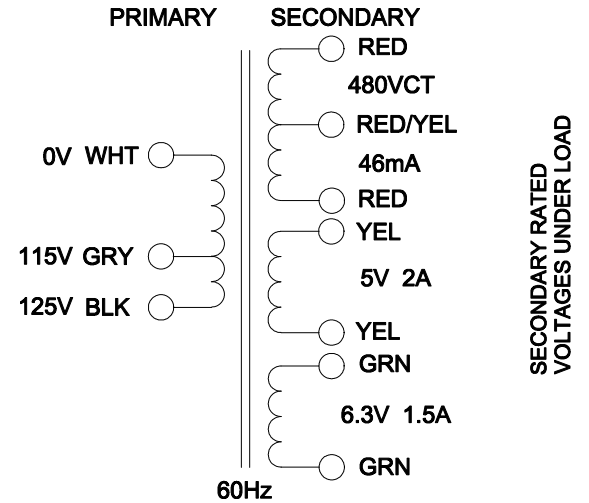 PRIMARY
SECONDARY
RED
480VCT
RED/YEL
46mA
RED
0V WHT
115V GRY
125V BLK
YEL
5V 2A
YEL
GRN
6.3V 1.5A
GRN
60Hz
SECONDARY RATED
VOLTAGES UNDER LOAD